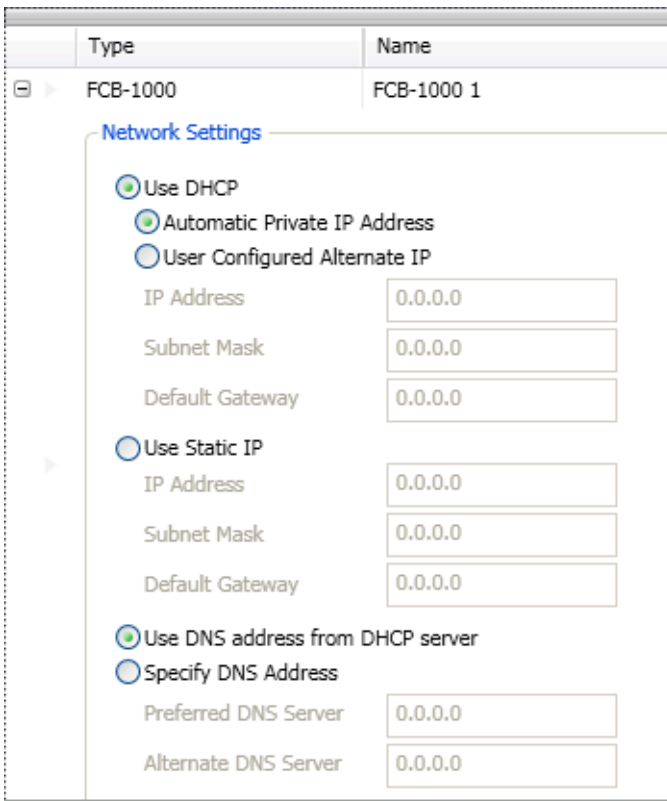 Type Name
FCB-1000 FCB-1000 1
Network Settings
Use DHCP
Automatic Private IP Address
User Configured Alternate IP
IP Address 0.0.0.0
Subnet Mask 0.0.0.0
Default Gateway 0.0.0.0
Use Static IP
IP Address 0.0.0.0
Subnet Mask 0.0.0.0
Default Gateway 0.0.0.0
Use DNS address from DHCP server
Specify DNS Address
Preferred DNS Server 0.0.0.0
Alternate DNS Server 0.0.0.0